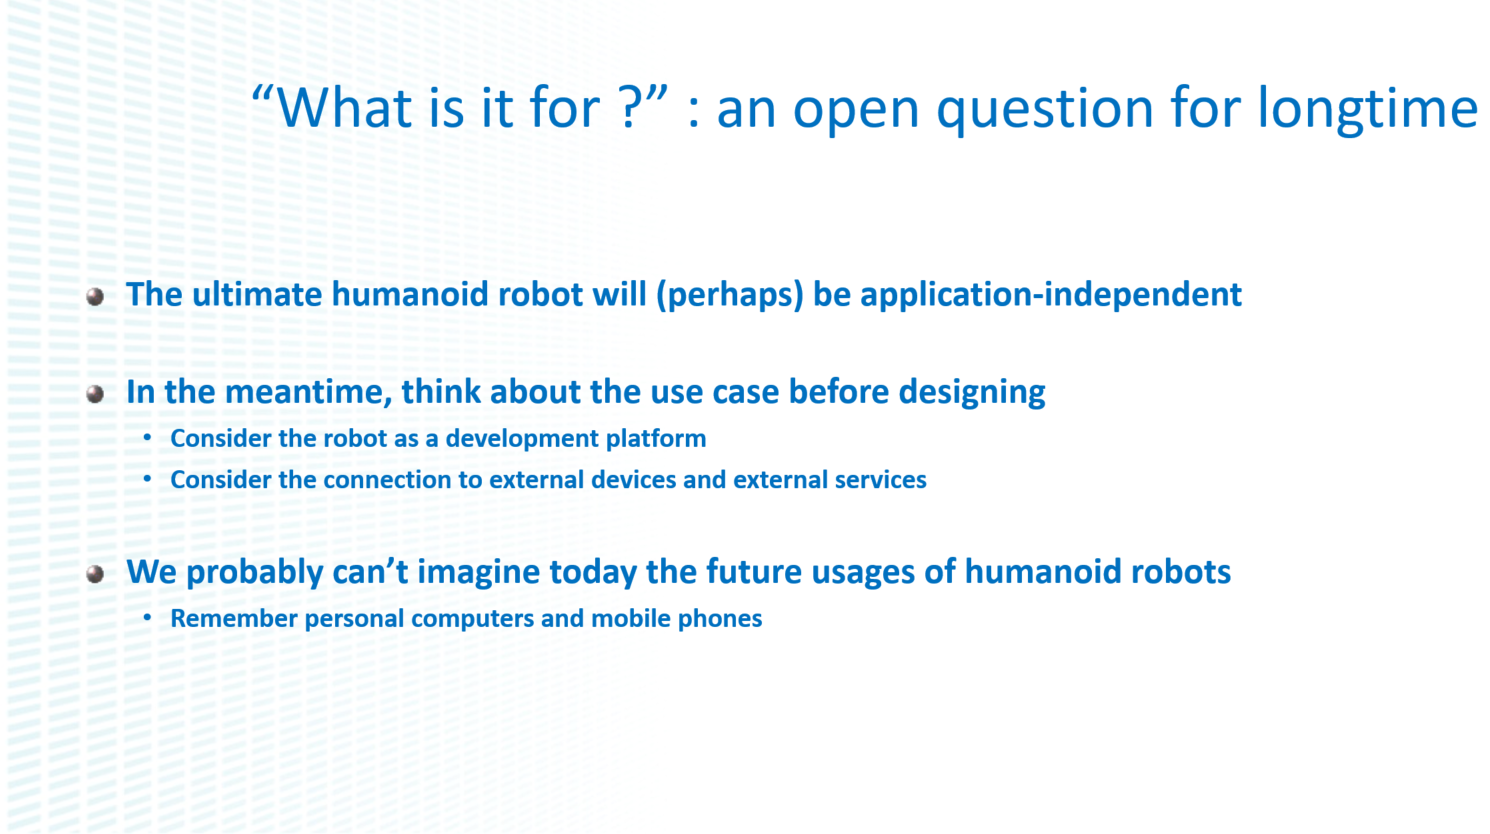 “What is it for ?” : an open question for longtime
The ultimate humanoid robot will (perhaps) be application-independent
In the meantime, think about the use case before designing
Consider the robot as a development platform
Consider the connection to external devices and external services
We probably can’t imagine today the future usages of humanoid robots
Remember personal computers and mobile phones